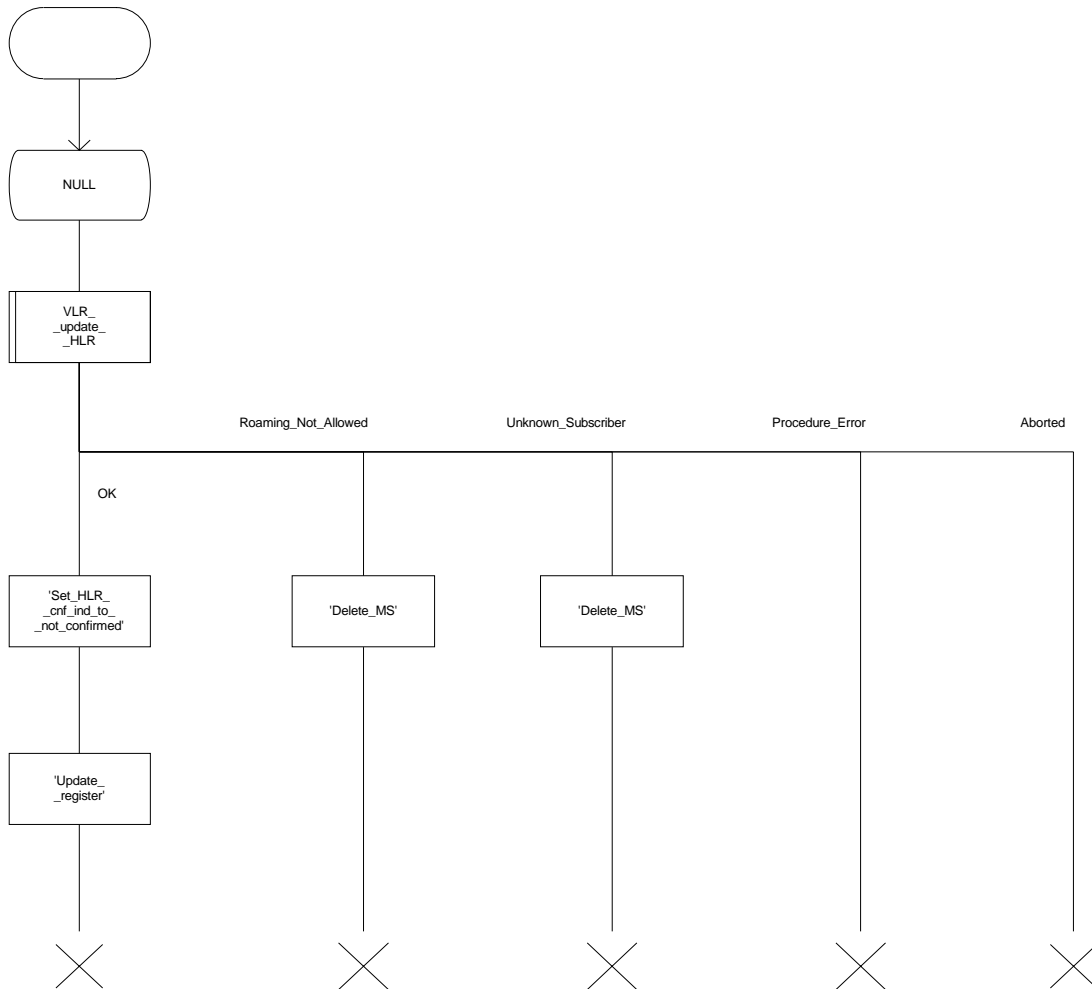 NULL
VLR_
_update_
_HLR
Roaming_Not_Allowed
Unknown_Subscriber
Procedure_Error
Aborted
OK
'Set_HLR_
_cnf_ind_to_
_not_confirmed'
'Delete_MS'
'Delete_MS'
'Update_
_register'